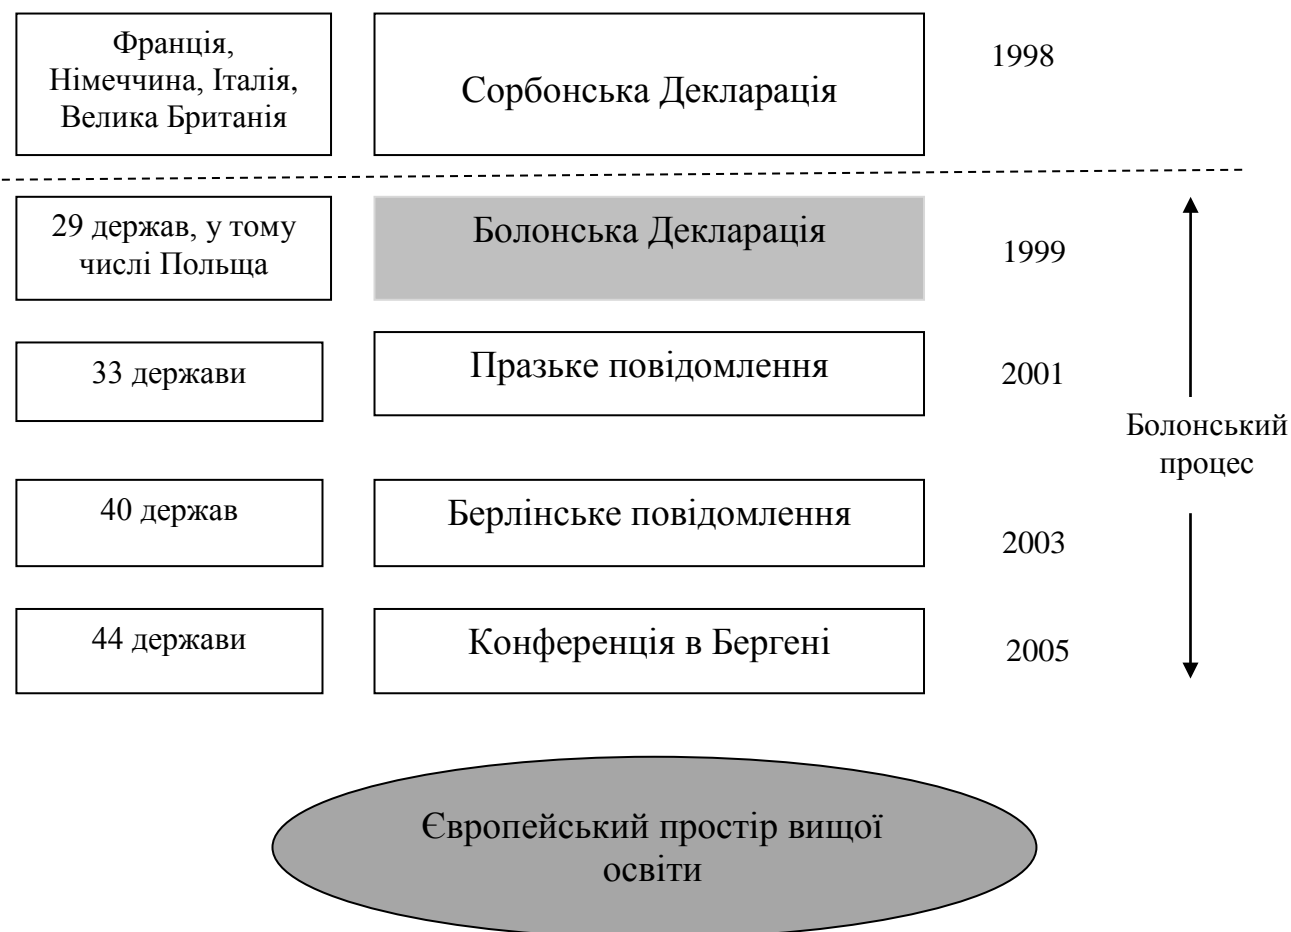 Франція,
Німеччина, Італія,
Велика Британія
Сорбонська Декларація
1998
29 держав, у тому
числі Польща
Болонська Декларація
1999
33 держави
Празьке повідомлення
2001
Болонський
процес
40 держав
Берлінське повідомлення
2003
44 держави
Конференція в Бергені
2005
Європейський простір вищої
освіти